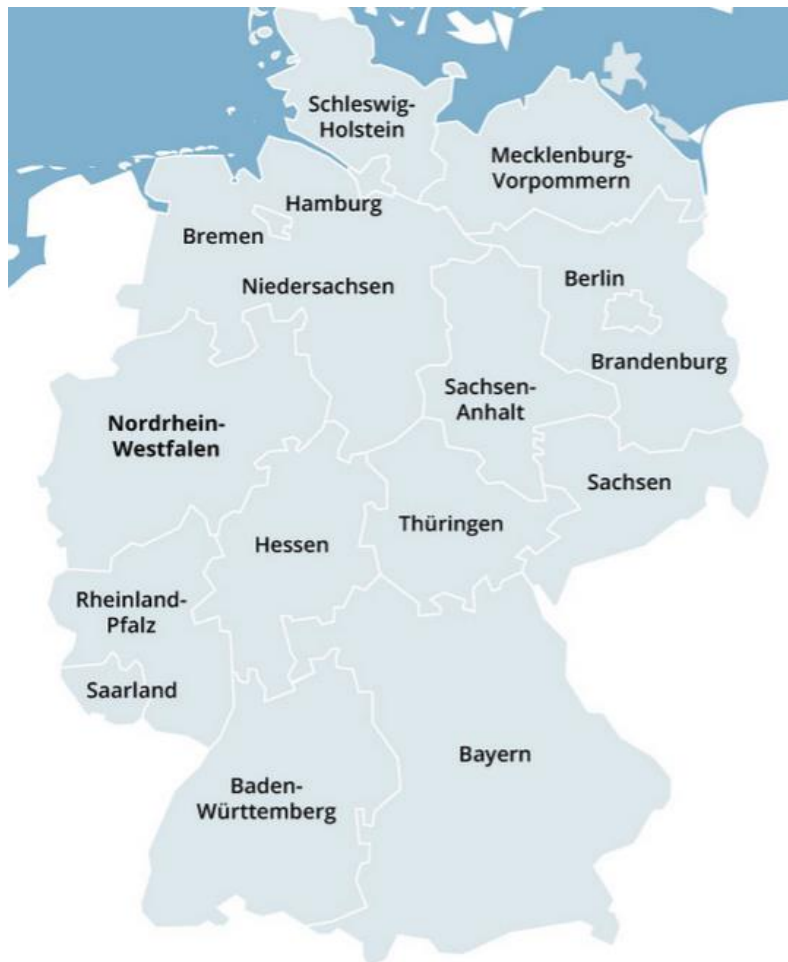 Schleswig-
Holstein
Mecklenburg-
Vorpommern
Hamburg
Bremen
Berlin
Niedersachsen
Brandenburg
Sachsen-
Anhalt
Nordrhein-
Westfalen
Sachsen
Thüringen
Hessen
Rheinland-
Pfalz
Saarland
Bayern
Baden-
Württemberg